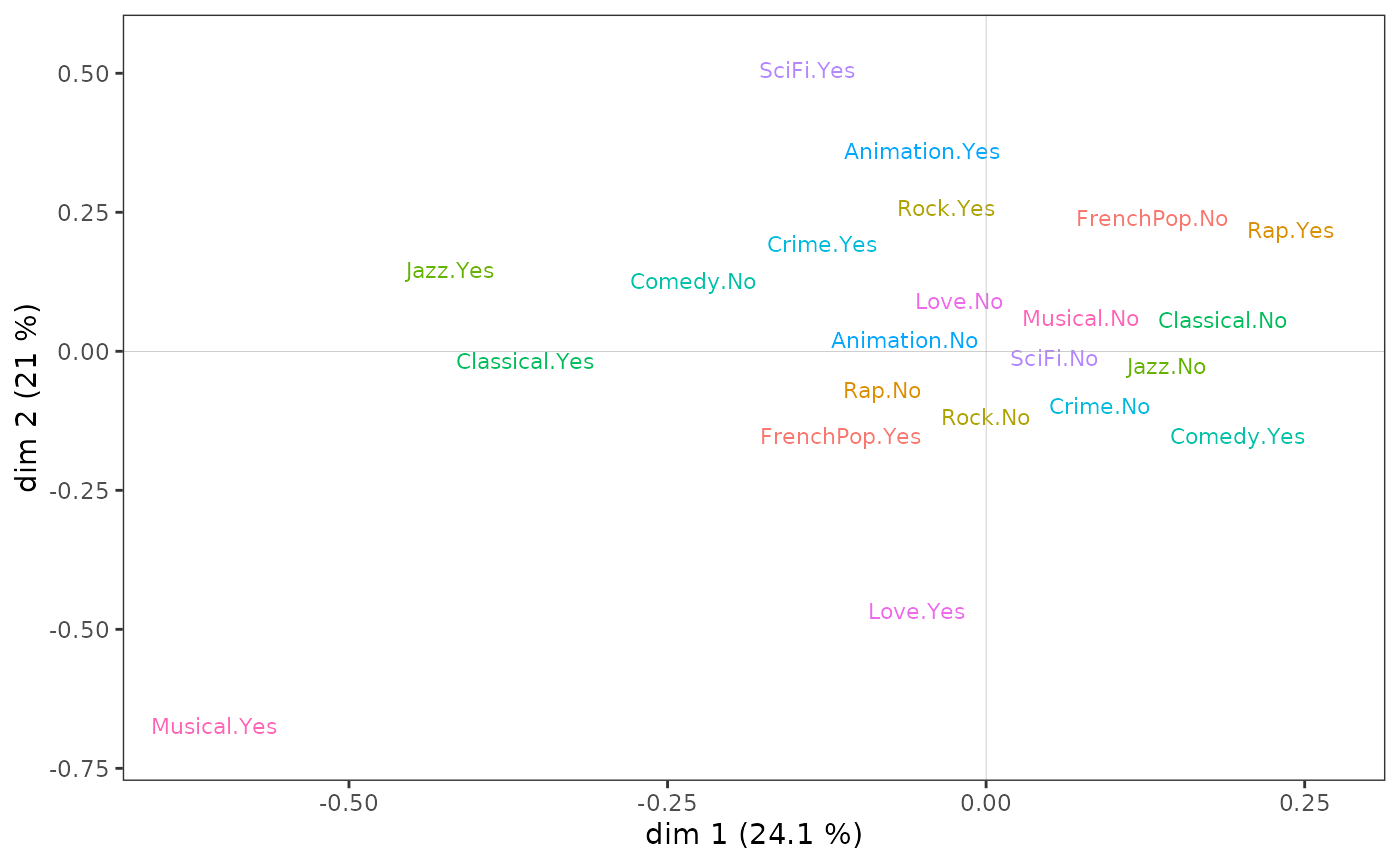 0.50
SciFi.Yes
Animation.Yes
0.25
Rock.Yes
FrenchPop.No
Rap.Yes
Crime.Yes
Jazz.Yes
Comedy.No
Love.No
Musical.No
Classical.No
Animation.No
0.00
SciFi.No
Classical.Yes
Jazz.No
Rap.No
Crime.No
Rock.No
FrenchPop.Yes
Comedy.Yes
-0.25
Love.Yes
-0.50
Musical.Yes
-0.75
dim 2 (21 %)
-0.50 -0.25 0.00 0.25
dim 1 (24.1 %)